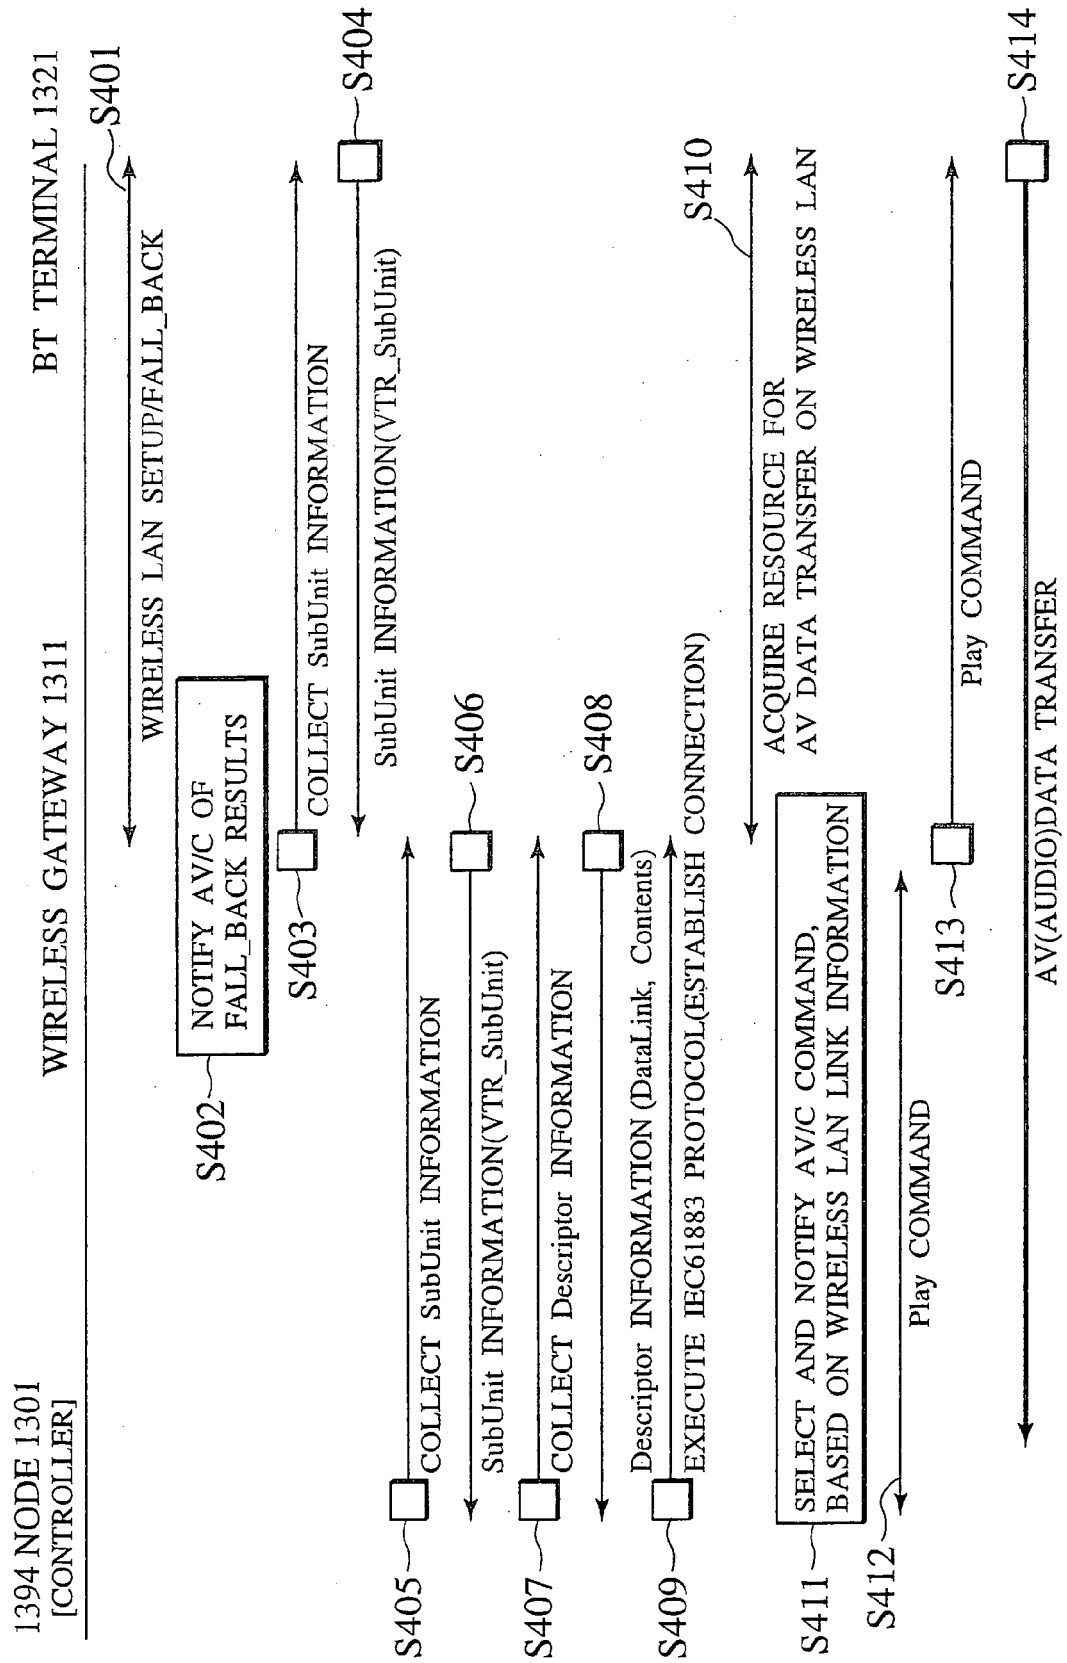 1394 NODE 1301
[CONTROLLER]
WIRELESS GATEWAY 1311
BT TERMINAL 1321
S401
WIRELESS LAN SETUP/FALL_BACK
S402
NOTIFY AV/C OF
FALL_BACK RESULTS
S403
COLLECT SubUnit INFORMATION
S404
SubUnit INFORMATION(VTR_SubUnit)
S405
COLLECT SubUnit INFORMATION
S406
SubUnit INFORMATION(VTR_SubUnit)
S407
COLLECT Descriptor INFORMATION
S408
Descriptor INFORMATION (DataLink, Contents)
S409
EXECUTE IEC61883 PROTOCOL(ESTABLISH CONNECTION)
S410
ACQUIRE RESOURCE FOR
AV DATA TRANSFER ON WIRELESS LAN
S411
SELECT AND NOTIFY AV/C COMMAND,
BASED ON WIRELESS LAN LINK INFORMATION
S412
Play COMMAND
S413
Play COMMAND
S414
AV(AUDIO)DATA TRANSFER